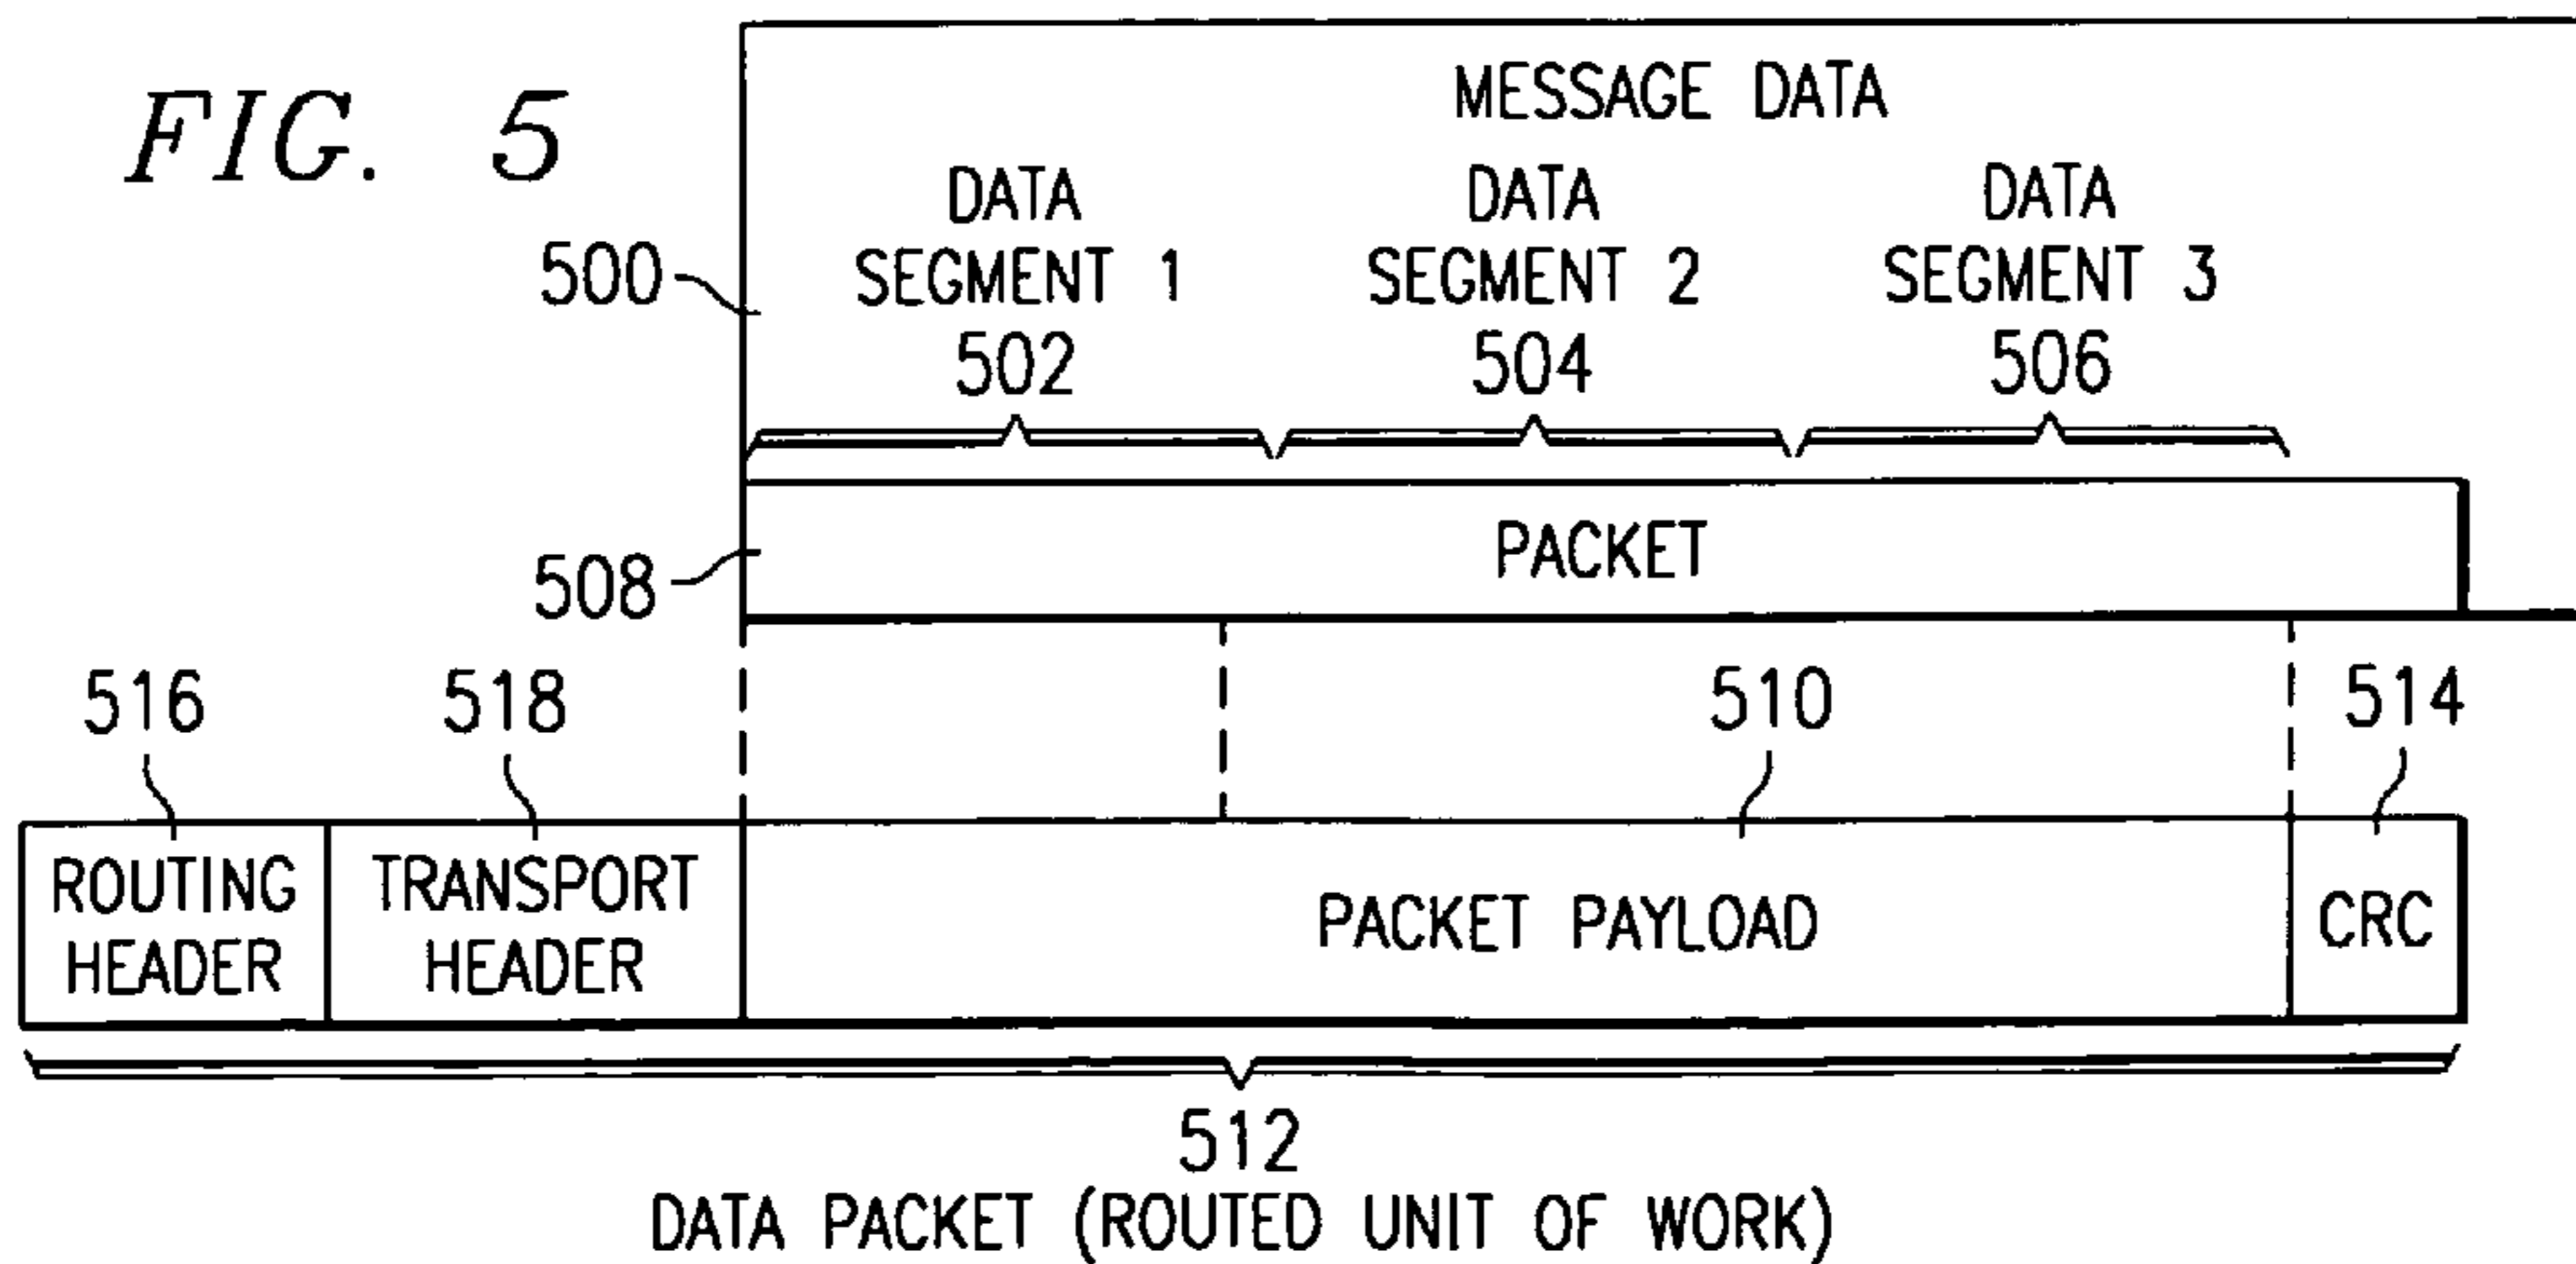 FIG. 5
MESSAGE DATA
DATA
SEGMENT 1
502
DATA
SEGMENT 2
504
DATA
SEGMENT 3
506
500
PACKET
508
516
518
510
514
ROUTING
HEADER
TRANSPORT
HEADER
PACKET PAYLOAD
CRC
512
DATA PACKET (ROUTED UNIT OF WORK)